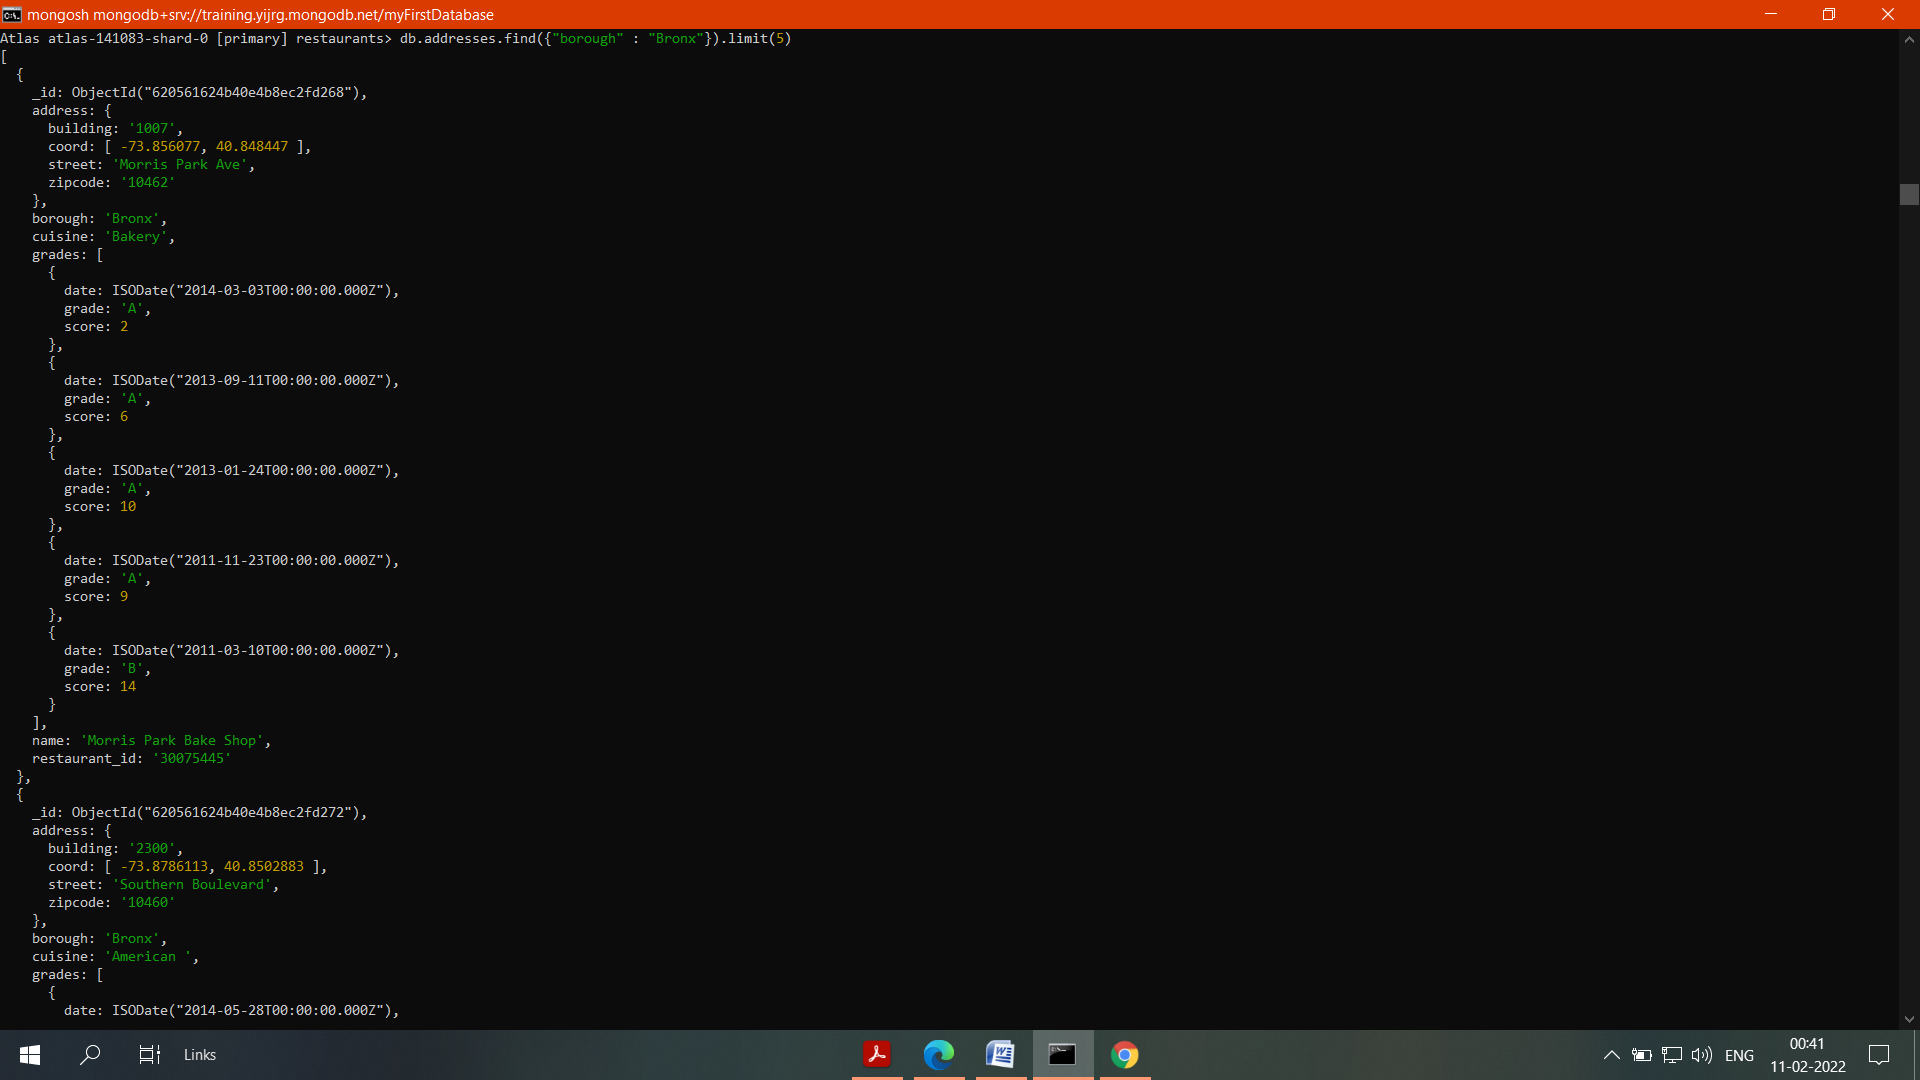 mongosh mongodb+srv://training.yijrg.mongodb.net/myFirstDatabase
Atlas atlas-141083-shard-0 [primary] restaurants> db.addresses.find({"borough" : "Bronx"}).limit(5)
[
  {
    _id: ObjectId("620561624b40e4b8ec2fd268"),
    address: {
      building: '1007',
      coord: [ -73.856077, 40.848447 ],
      street: 'Morris Park Ave',
      zipcode: '10462'
    },
    borough: 'Bronx',
    cuisine: 'Bakery',
    grades: [
      {
        date: ISODate("2014-03-03T00:00:00.000Z"),
        grade: 'A',
        score: 2
      },
      {
        date: ISODate("2013-09-11T00:00:00.000Z"),
        grade: 'A',
        score: 6
      },
      {
        date: ISODate("2013-01-24T00:00:00.000Z"),
        grade: 'A',
        score: 10
      },
      {
        date: ISODate("2011-11-23T00:00:00.000Z"),
        grade: 'A',
        score: 9
      },
      {
        date: ISODate("2011-03-10T00:00:00.000Z"),
        grade: 'B',
        score: 14
      }
    ],
    name: 'Morris Park Bake Shop',
    restaurant_id: '30075445'
  },
  {
    _id: ObjectId("620561624b40e4b8ec2fd272"),
    address: {
      building: '2300',
      coord: [ -73.8786113, 40.8502883 ],
      street: 'Southern Boulevard',
      zipcode: '10460'
    },
    borough: 'Bronx',
    cuisine: 'American ',
    grades: [
      {
        date: ISODate("2014-05-28T00:00:00.000Z"),
Links
ENG
00:41
11-02-2022